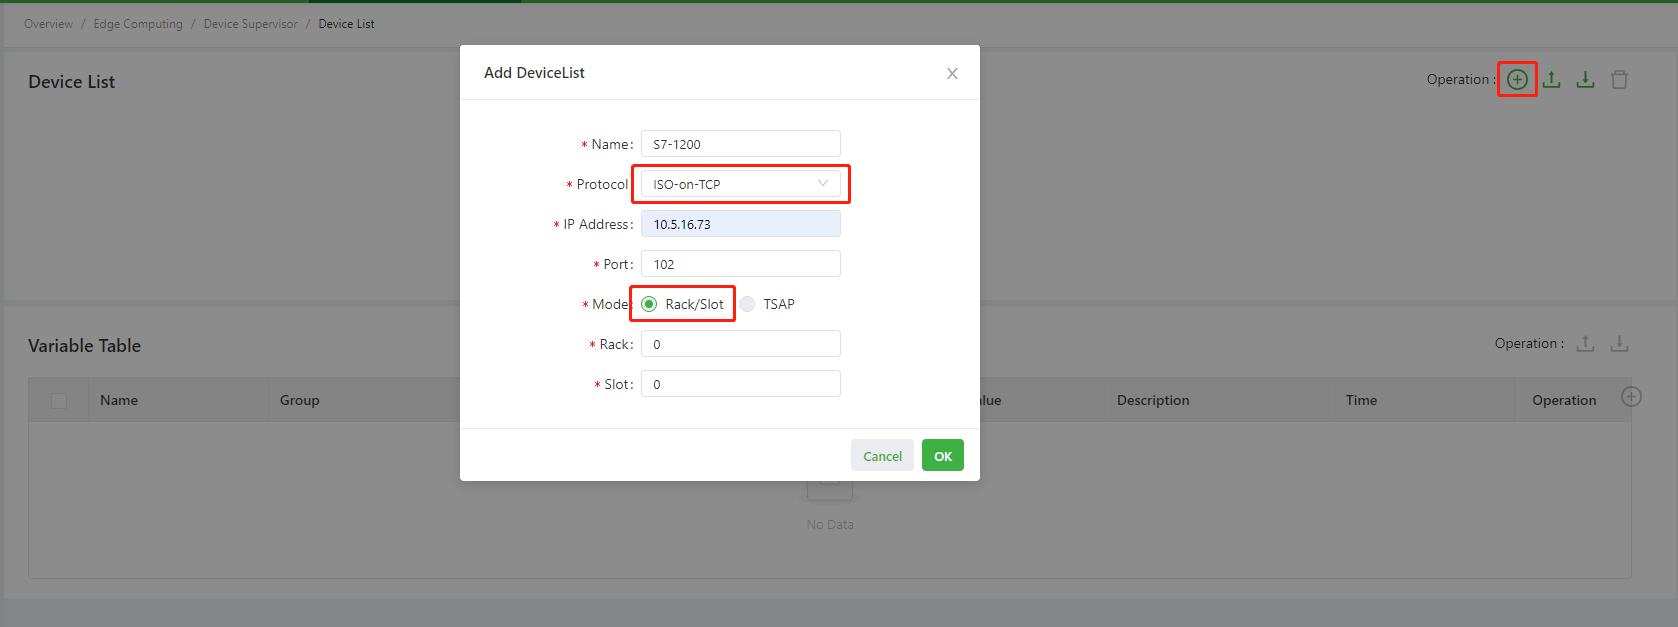 Overview / Edge Computing / Device Supervisor / Device List
Device List
Operation :
Add DeviceList
* Name: S7-1200
* Protocol ISO-on-TCP
* IP Address: 10.5.16.73
* Port: 102
* Mode Rack/Slot TSAP
* Rack: 0
* Slot: 0
Cancel OK
Variable Table
Operation :
Name Group lue Description Time Operation
No Data